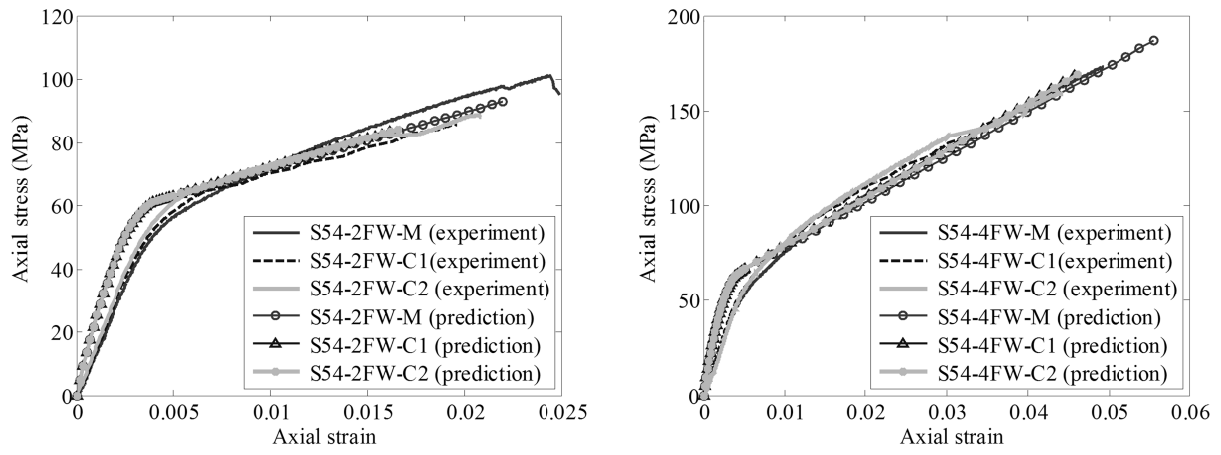 120
100
80
60
40
20
0
Axial stress (MPa)
S54-2FW-M (experiment)
S54-2FW-C1(experiment)
S54-2FW-C2 (experiment)
S54-2FW-M (prediction)
S54-2FW-C1 (prediction)
S54-2FW-C2 (prediction)
0 0.005 0.01 0.015 0.02 0.025
Axial strain
200
150
100
50
0
Axial stress (MPa)
S54-4FW-M (experiment)
S54-4FW-C1(experiment)
S54-4FW-C2 (experiment)
S54-4FW-M (prediction)
S54-4FW-C1 (prediction)
S54-4FW-C2 (prediction)
0 0.01 0.02 0.03 0.04 0.05 0.06
Axial strain